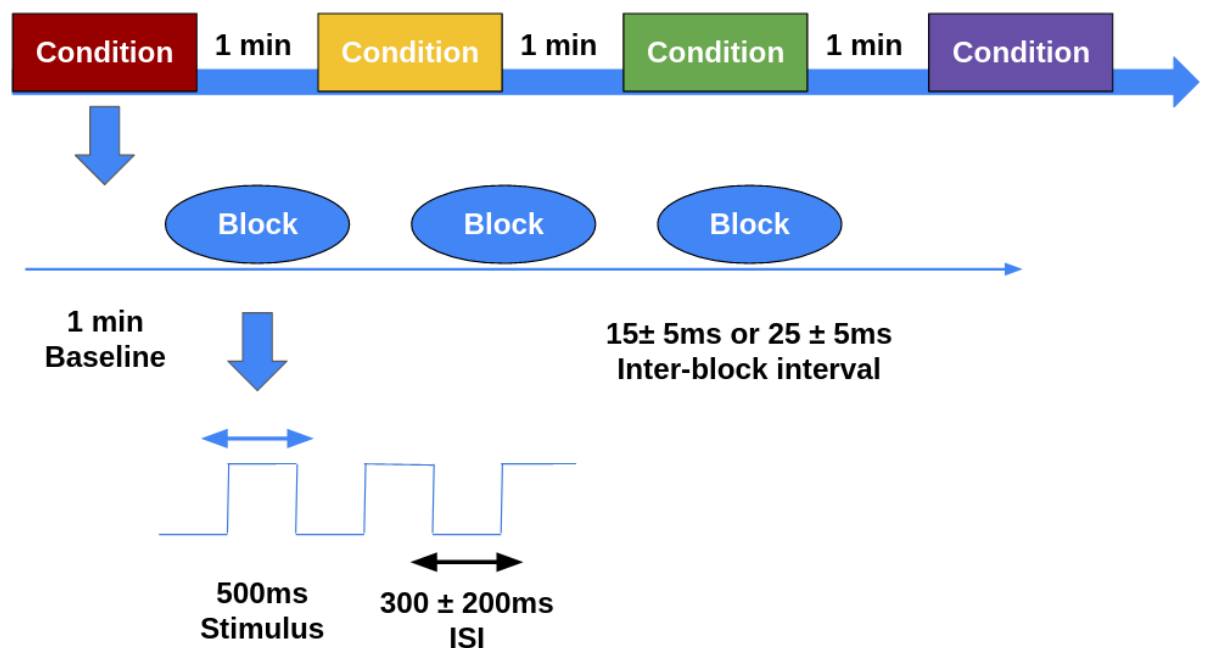 Condition 1 min Condition 1 min Condition 1 min Condition
Block Block Block
1 min
Baseline
15± 5ms or 25 ± 5ms
Inter-block interval
500ms
Stimulus
300 ± 200ms
ISI